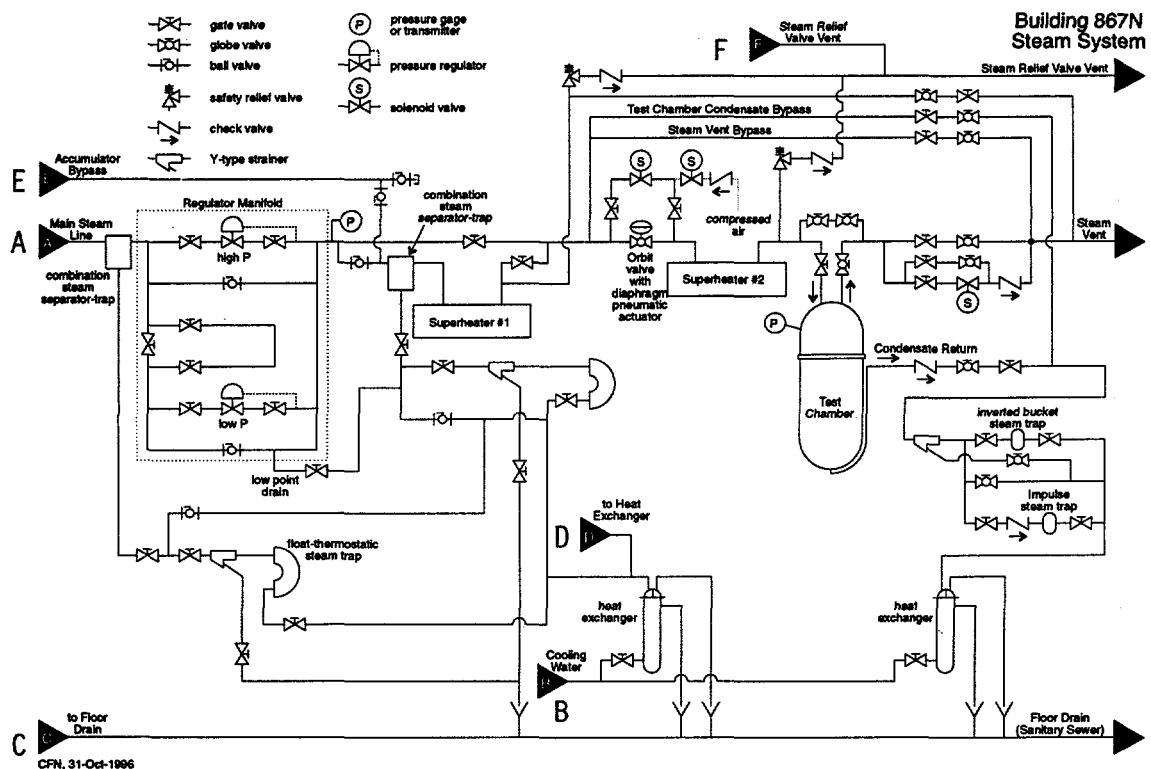 gate valve
globe valve
ball valve
safety relief valve
check valve
Y-type strainer
P
pressure gage
or transmitter
pressure regulator
S
solenoid valve
Building 867N
Steam System
F
Steam Relief
Valve Vent
Steam Relief Valve Vent
Test Chamber Condensate Bypass
Steam Vent Bypass
E
Accumulator
Bypass
Regulator Manifold
combination
steam
separator-trap
P
S
S
compressed
air
A
Main Steam
Line
A
high P
combination
steam
separator-trap
Orbit
valve
with
diaphragm
pneumatic
actuator
Superheater #2
Steam
Vent
S
Superheater #1
P
Condensate Return
Test
Chamber
low P
low point
drain
inverted bucket
steam trap
Impulse
steam trap
to Heat
Exchanger
D
float-thermostatic
steam trap
heat
exchanger
heat
exchanger
Cooling
Water
B
to Floor
Drain
C
Floor Drain
(Sanitary Sewer)
CFN, 31-Oct-1996